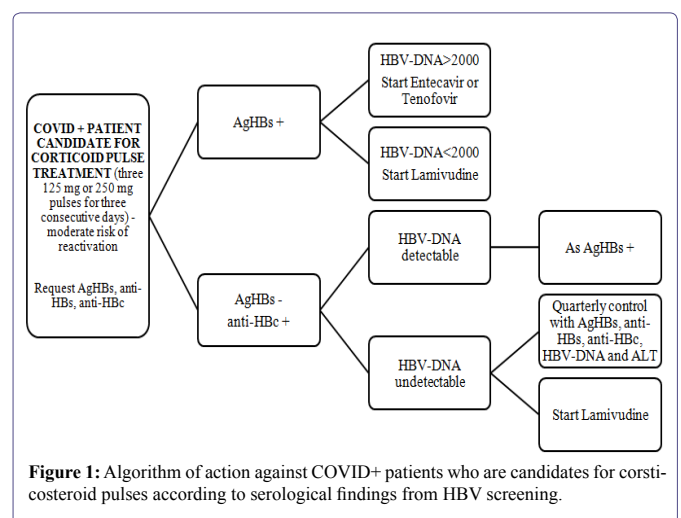 COVID + PATIENT
CANDIDATE FOR
CORTICOID PULSE
TREATMENT (three
125 mg or 250 mg
pulses for three
consecutive days) -
moderate risk of
reactivation
Request AgHBs, anti-
HBs, anti-HBc
AgHBs +
HBV-DNA>2000
Start Entecavir or
Tenofovir
HBV-DNA<2000
Start Lamivudine
AgHBs -
anti-HBc +
HBV-DNA
detectable
As AgHBs +
HBV-DNA
undetectable
Quarterly control
with AgHBs, anti-
HBs, anti-HBc,
HBV-DNA and ALT
Start Lamivudine
Figure 1: Algorithm of action against COVID+ patients who are candidates for corsti-
costeroid pulses according to serological findings from HBV screening.